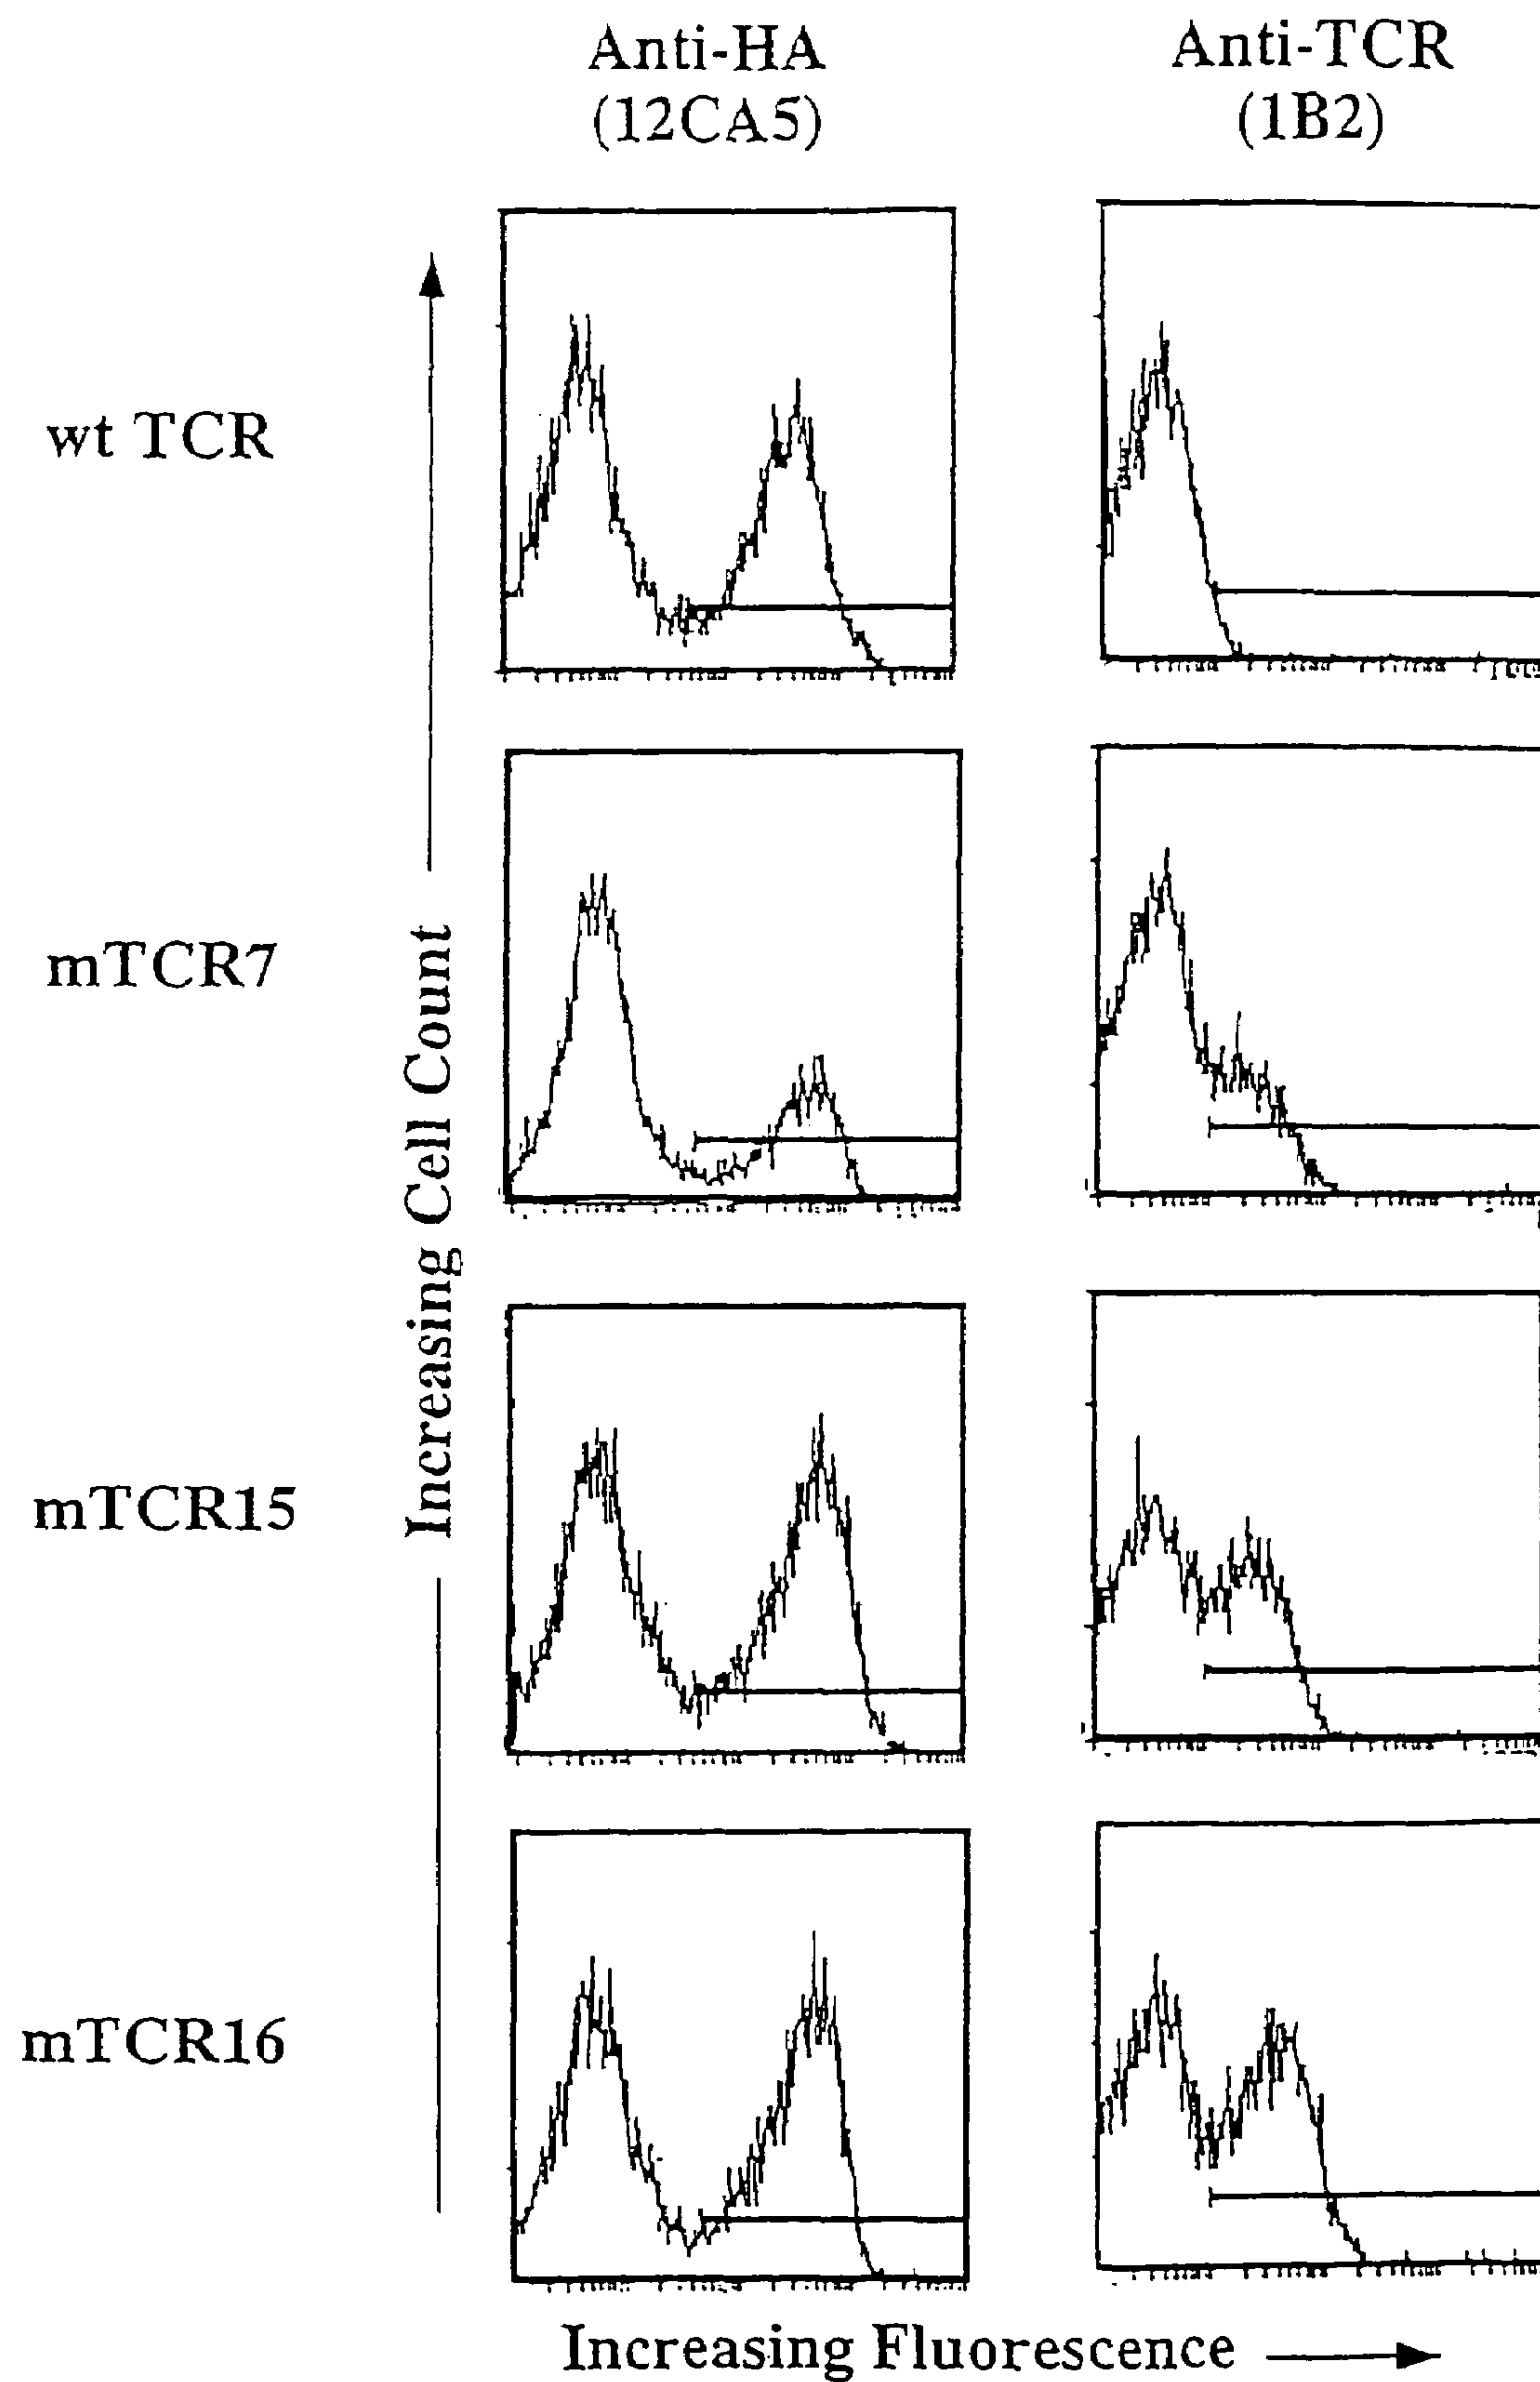 Anti-HA
(12CA5)
Anti-TCR
(1B2)
wt TCR
mTCR7
mTCR15
mTCR16
Increasing Cell Count
Increasing Fluorescence